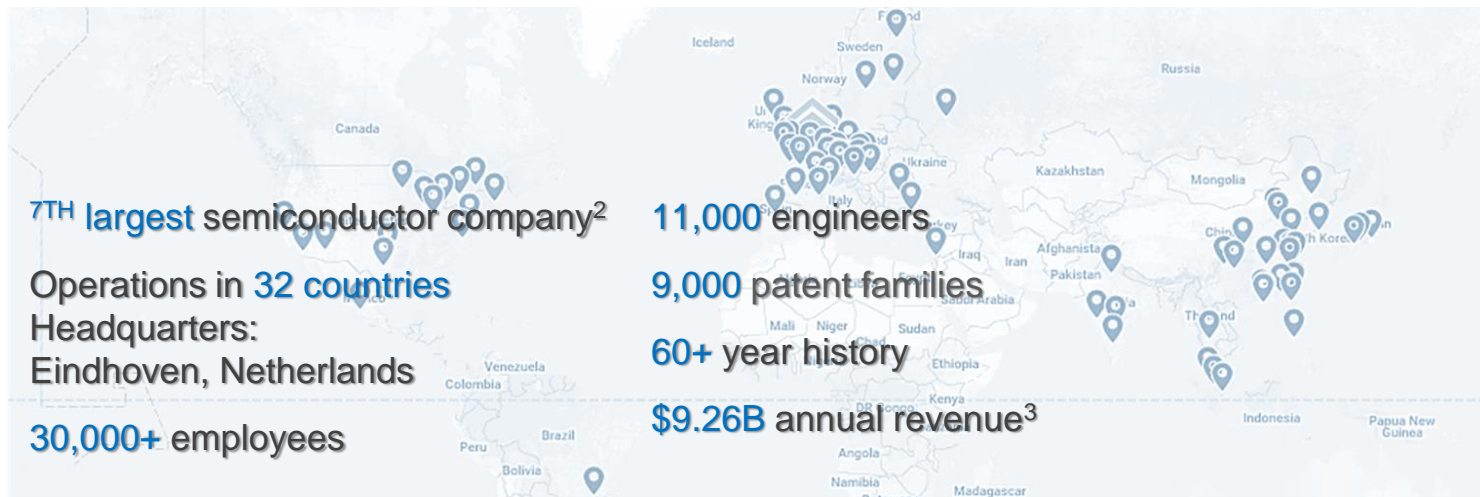 7TH largest semiconductor company2
Operations in 32 countries
Headquarters:
Eindhoven, Netherlands
30,000+ employees
11,000 engineers
9,000 patent families
60+ year history
$9.26B annual revenue3
Iceland
Sweden
Norway
Russia
Canada
Ukraine
Kazakhstan
Mongolia
Italy
Iraq
Iran
Pakistan
Saudi Arabia
Mali
Niger
Sudan
Chad
Ethiopia
Venezuela
Colombia
Kenya
DR Congo
Indonesia
Papua New
Guinea
Brazil
Peru
Angola
Bolivia
Namibia
Madagascar